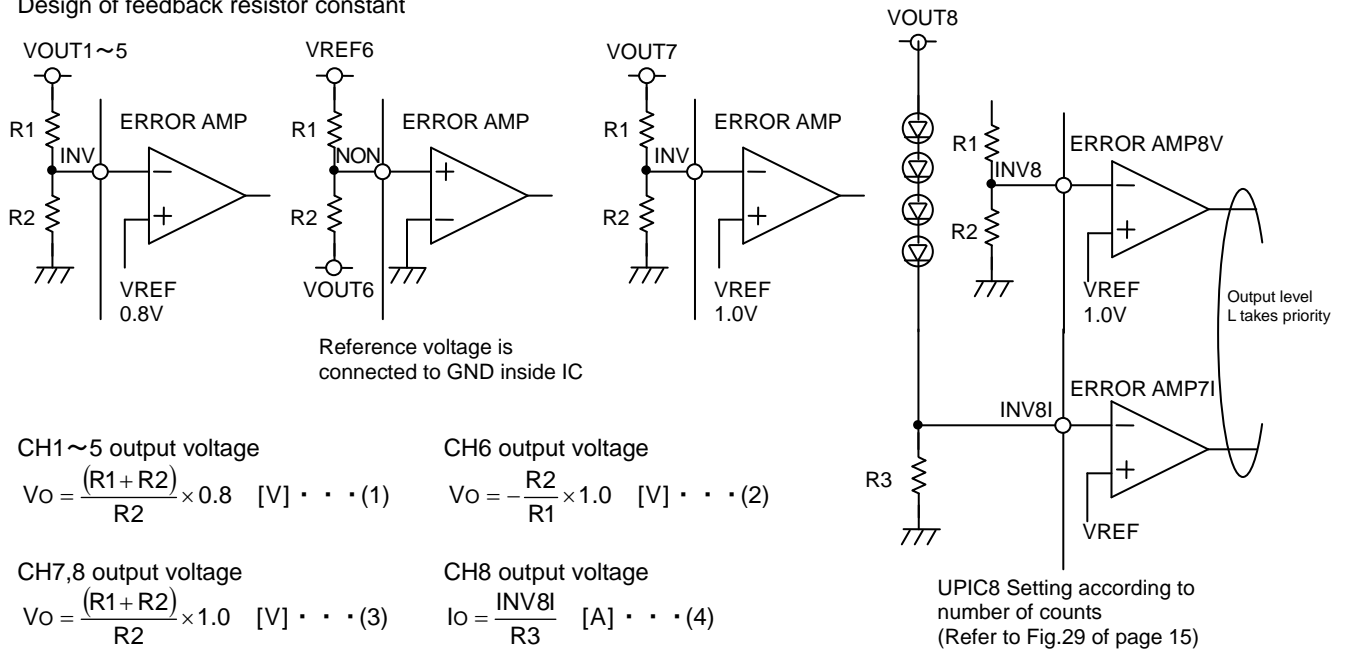 Design of feedback resistor constant
VOUT1～5
R1
INV
R2
ERROR AMP
−
+
VREF
0.8V
VREF6
R1
NON
R2
VOUT6
ERROR AMP
+
−
Reference voltage is
connected to GND inside IC
VOUT7
R1
INV
R2
ERROR AMP
−
+
VREF
1.0V
VOUT8
R1
INV8
R2
ERROR AMP8V
−
+
VREF
1.0V
Output level
L takes priority
INV8I
R3
ERROR AMP7I
−
+
VREF
UPIC8 Setting according to
number of counts
(Refer to Fig.29 of page 15)
CH1～5 output voltage
VO = (R1+R2)/R2 × 0.8 [V]・・・(1)
CH6 output voltage
VO = −R2/R1 × 1.0 [V]・・・(2)
CH7,8 output voltage
VO = (R1+R2)/R2 × 1.0 [V]・・・(3)
CH8 output voltage
IO = INV8I/R3 [A]・・・(4)